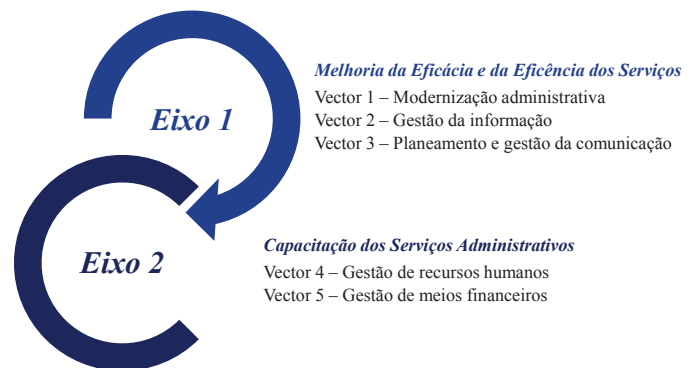 Eixo 1
Melhoria da Eficácia e da Eficência dos Serviços
Vector 1 – Modernização administrativa
Vector 2 – Gestão da informação
Vector 3 – Planeamento e gestão da comunicação
Eixo 2
Capacitação dos Serviços Administrativos
Vector 4 – Gestão de recursos humanos
Vector 5 – Gestão de meios financeiros